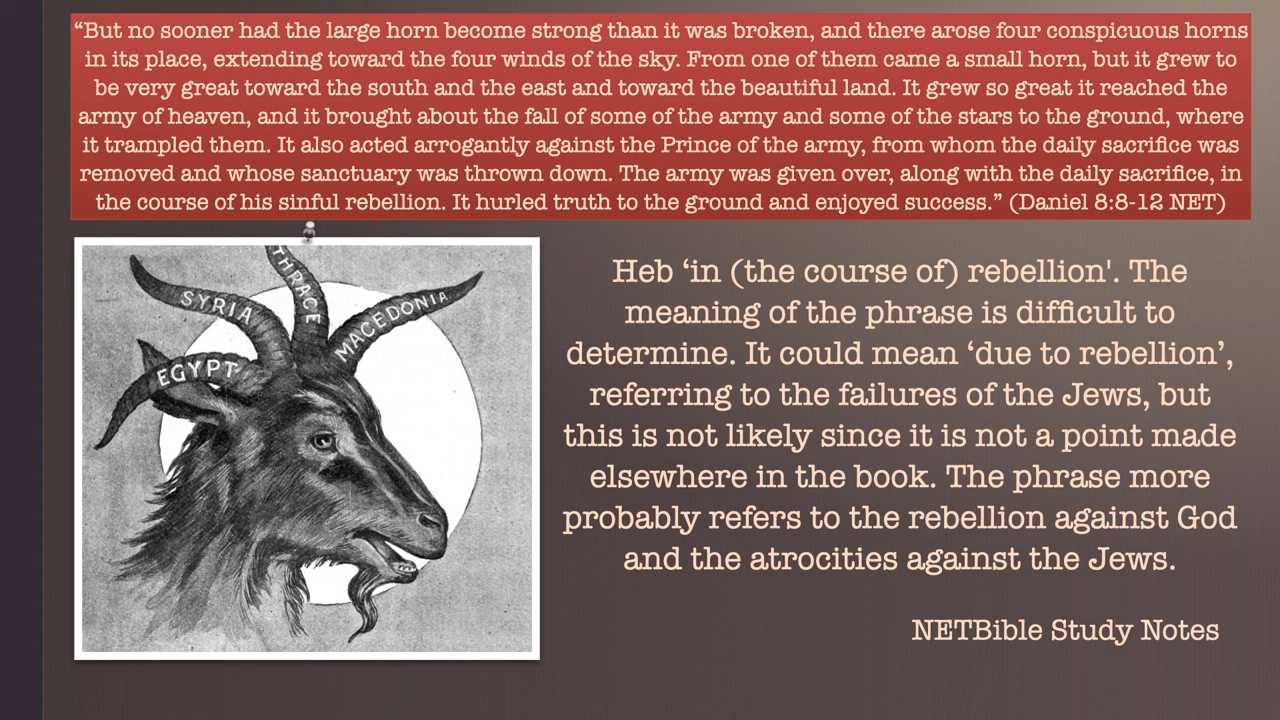 “But no sooner had the large horn become strong than it was broken, and there arose four conspicuous horns
in its place, extending toward the four winds of the sky. From one of them came a small horn, but it grew to
be very great toward the south and the east and toward the beautiful land. It grew so great it reached the
army of heaven, and it brought about the fall of some of the army and some of the stars to the ground, where
it trampled them. It also acted arrogantly against the Prince of the army, from whom the daily sacrifice was
removed and whose sanctuary was thrown down. The army was given over, along with the daily sacrifice, in
the course of his sinful rebellion. It hurled truth to the ground and enjoyed success.” (Daniel 8:8-12 NET)
EGYPT
SYRIA
THRACE
MACEDONIA
Heb ‘in (the course of) rebellion'. The
meaning of the phrase is difficult to
determine. It could mean ‘due to rebellion’,
referring to the failures of the Jews, but
this is not likely since it is not a point made
elsewhere in the book. The phrase more
probably refers to the rebellion against God
and the atrocities against the Jews.
NETBible Study Notes